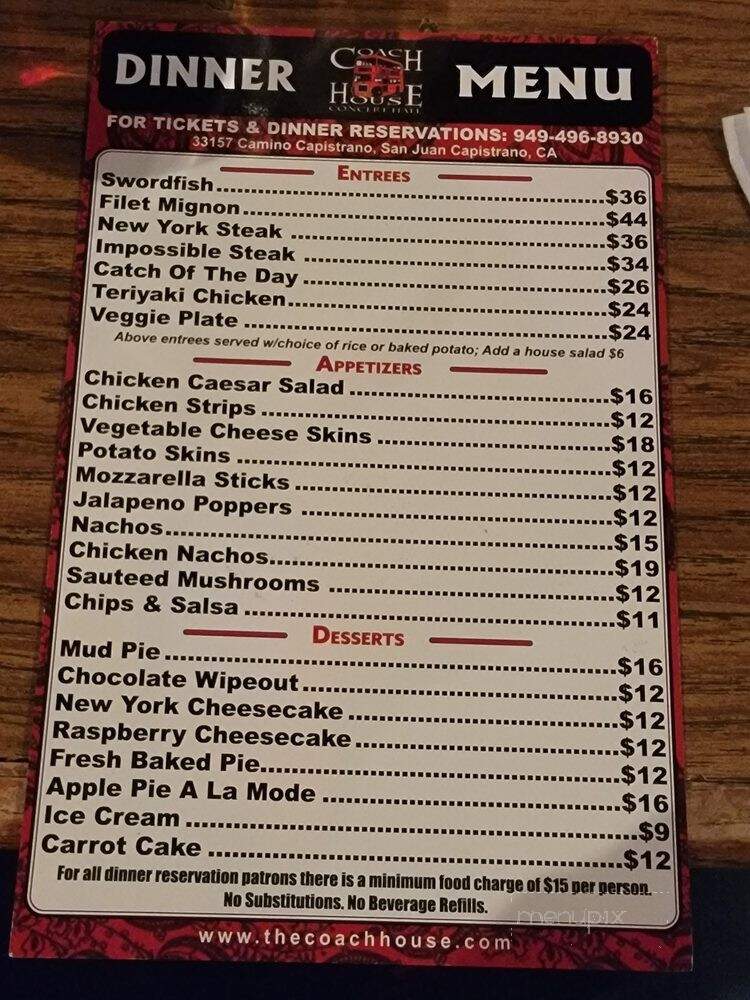 DINNER COACH HOUSE CONCERT HALL MENU
FOR TICKETS & DINNER RESERVATIONS: 949-496-8930
33157 Camino Capistrano, San Juan Capistrano, CA
ENTREES
Swordfish.......$36
Filet Mignon.......$44
New York Steak.......$36
Impossible Steak.......$34
Catch Of The Day.......$26
Teriyaki Chicken.......$24
Veggie Plate.......$24
Above entrees served w/choice of rice or baked potato; Add a house salad $6
APPETIZERS
Chicken Caesar Salad.......$16
Chicken Strips.......$12
Vegetable Cheese Skins.......$18
Potato Skins.......$12
Mozzarella Sticks.......$12
Jalapeno Poppers.......$12
Nachos.......$15
Chicken Nachos.......$19
Sauteed Mushrooms.......$12
Chips & Salsa.......$11
DESSERTS
Mud Pie.......$16
Chocolate Wipeout.......$12
New York Cheesecake.......$12
Raspberry Cheesecake.......$12
Fresh Baked Pie.......$12
Apple Pie A La Mode.......$16
Ice Cream.......$9
Carrot Cake.......$12
For all dinner reservation patrons there is a minimum food charge of $15 per person.
No Substitutions. No Beverage Refills.
menupix
www.thecoachhouse.com